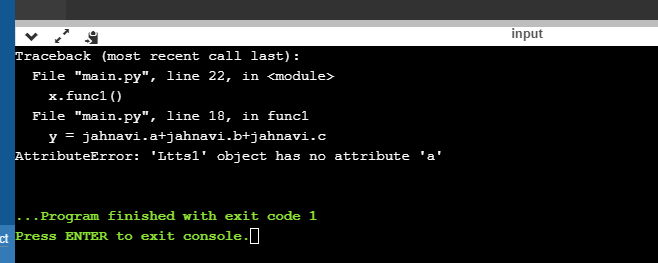 input
Traceback (most recent call last):
  File "main.py", line 22, in <module>
    x.func1()
  File "main.py", line 18, in func1
    y = jahnavi.a+jahnavi.b+jahnavi.c
AttributeError: 'Ltts1' object has no attribute 'a'
...Program finished with exit code 1
ct
Press ENTER to exit console.